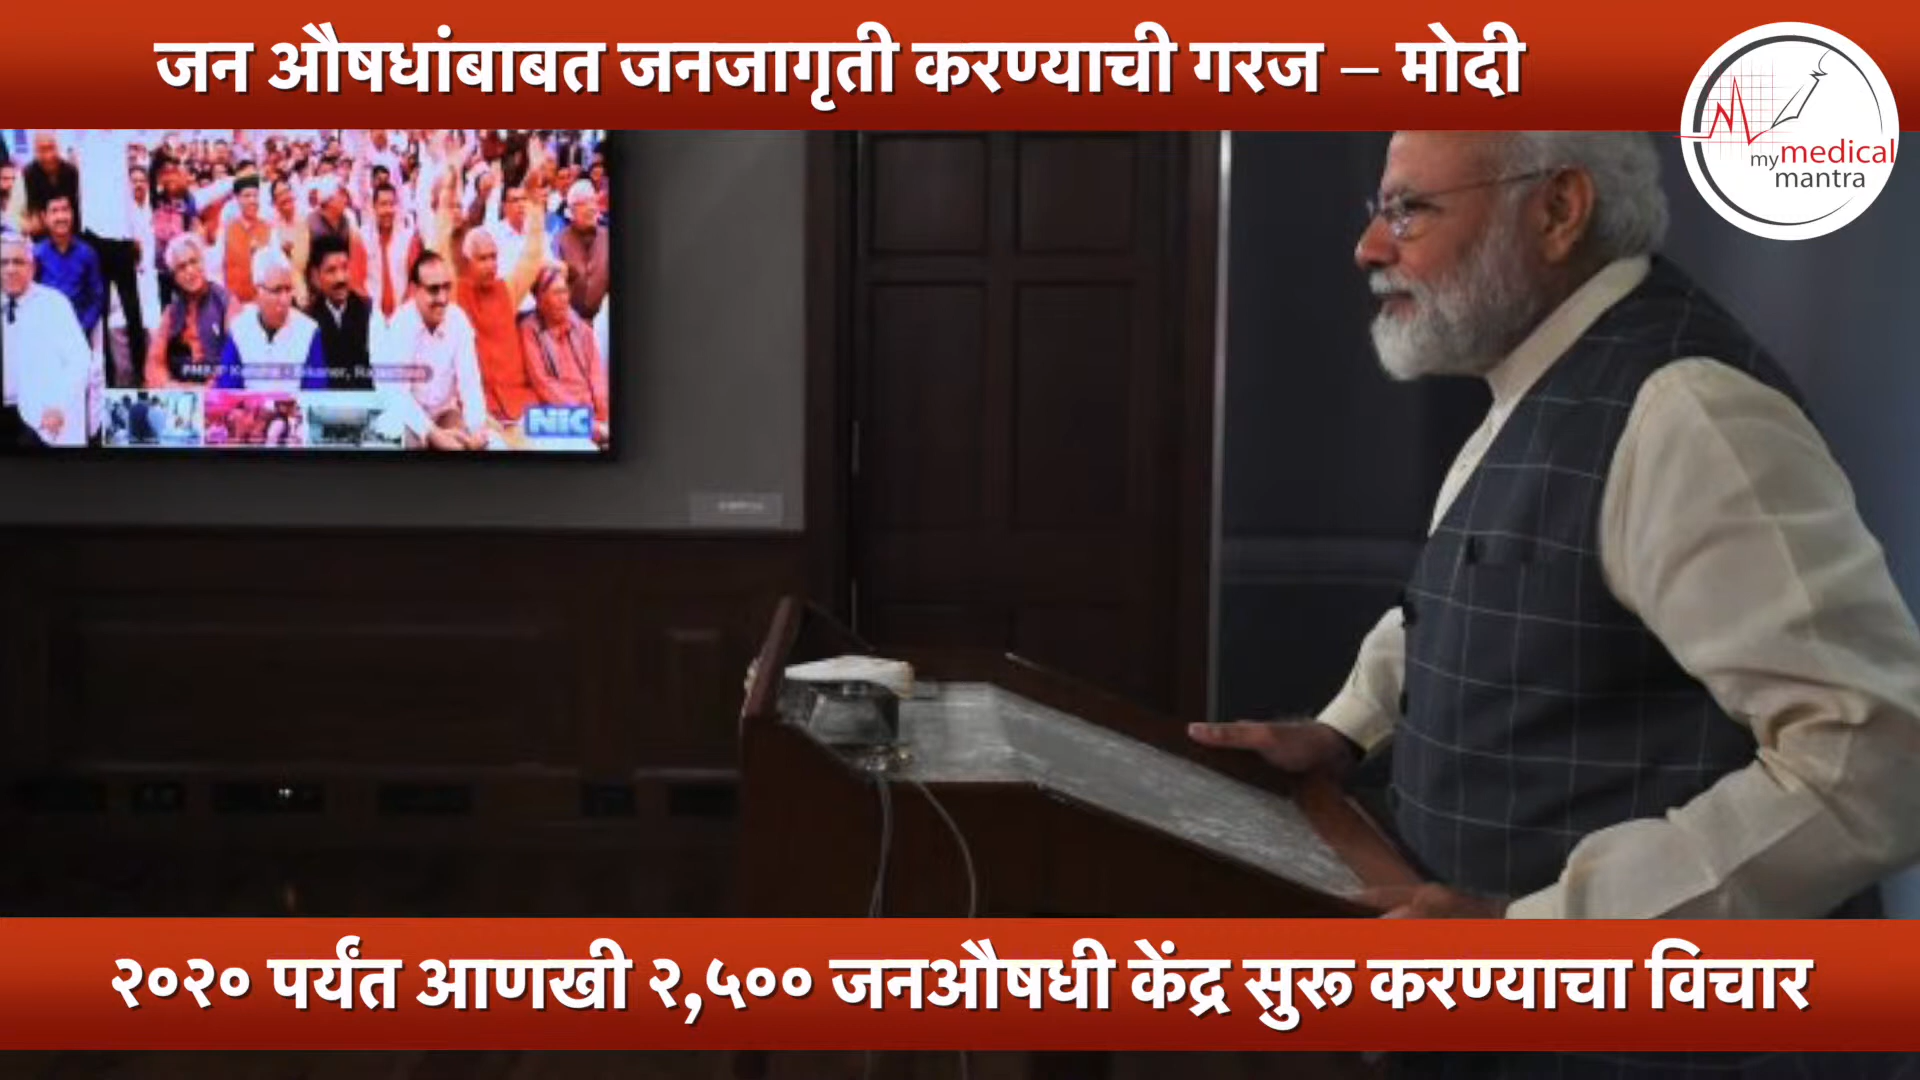 जन औषधांबाबत जनजागृती करण्याची गरज – मोदी
mymedical
mantra
NIC
२०२० पर्यंत आणखी २,५०० जनऔषधी केंद्र सुरू करण्याचा विचार